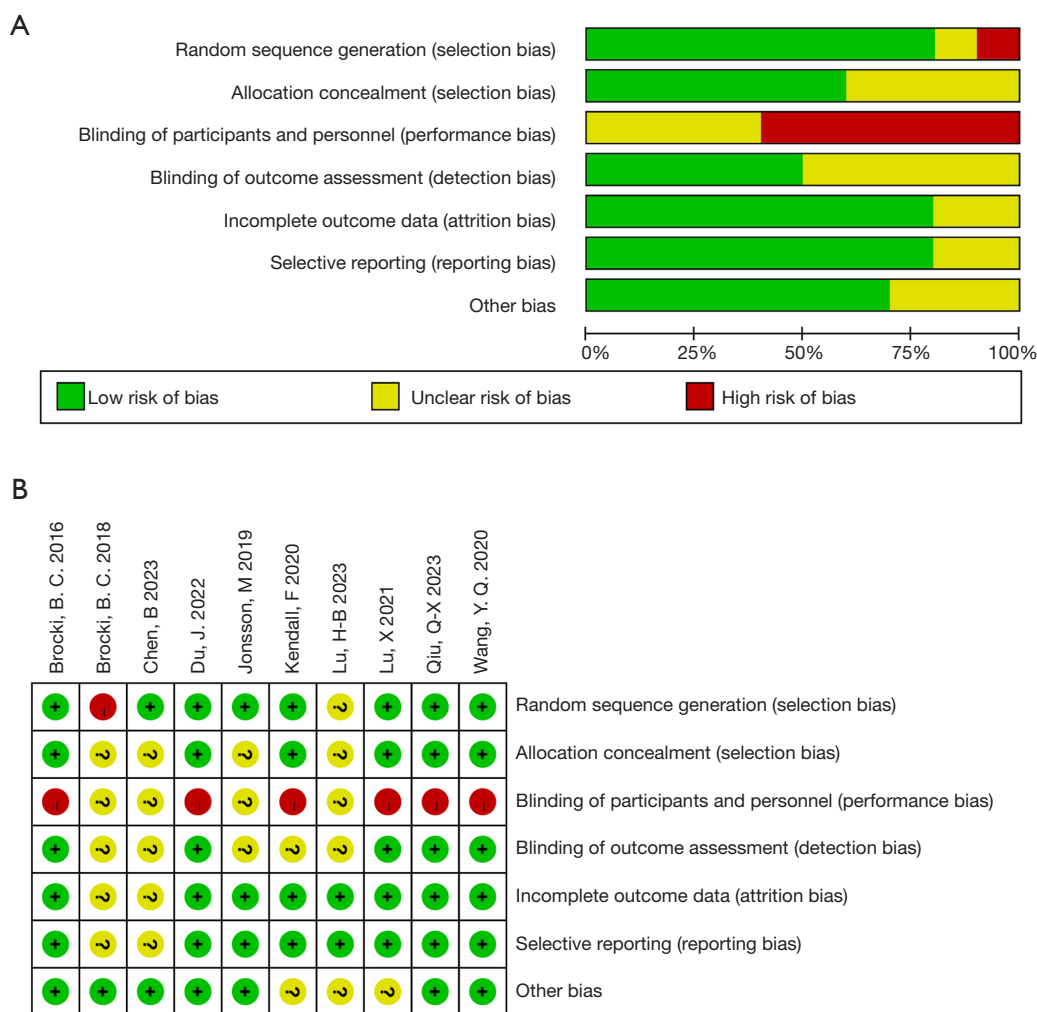 A
Random sequence generation (selection bias)
Allocation concealment (selection bias)
Blinding of participants and personnel (performance bias)
Blinding of outcome assessment (detection bias)
Incomplete outcome data (attrition bias)
Selective reporting (reporting bias)
Other bias
0% 25% 50% 75% 100%
Low risk of bias Unclear risk of bias High risk of bias
B
Brocki, B. C. 2016
Brocki, B. C. 2018
Chen, B 2023
Du, J. 2022
Jonsson, M 2019
Kendall, F 2020
Lu, H-B 2023
Lu, X 2021
Qiu, Q-X 2023
Wang, Y. Q. 2020
+ − + + + + ? + + + Random sequence generation (selection bias)
+ ? ? + ? + ? + + + Allocation concealment (selection bias)
− ? ? − ? − ? − − − Blinding of participants and personnel (performance bias)
+ ? ? + ? ? ? + + + Blinding of outcome assessment (detection bias)
+ ? ? + + + + + + + Incomplete outcome data (attrition bias)
+ ? ? + + + + + + + Selective reporting (reporting bias)
+ + + + + ? ? ? + + Other bias